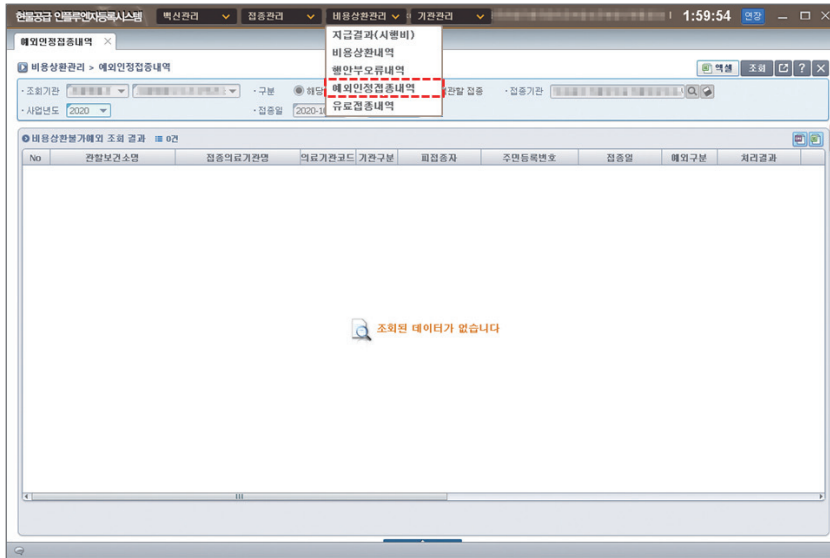 현물공급 인플루엔자등록시스템 백신관리 접종관리 비용상환관리 기관관리 1:59:54 연장
예외인정접종내역
지급결과(시행비)
비용상환내역
행안부오류내역
예외인정접종내역
유료접종내역
비용상환관리 > 예외인정접종내역 엑셀 조회
· 조회기관 · 구분 해당 관할 접종 · 접종기관
· 사업년도 2020 · 접종일 2020-10
비용상환불가예외 조회 결과 0건
No 관할보건소명 접종의료기관명 의료기관코드 기관구분 피접종자 주민등록번호 접종일 예외구분 처리결과
조회된 데이터가 없습니다